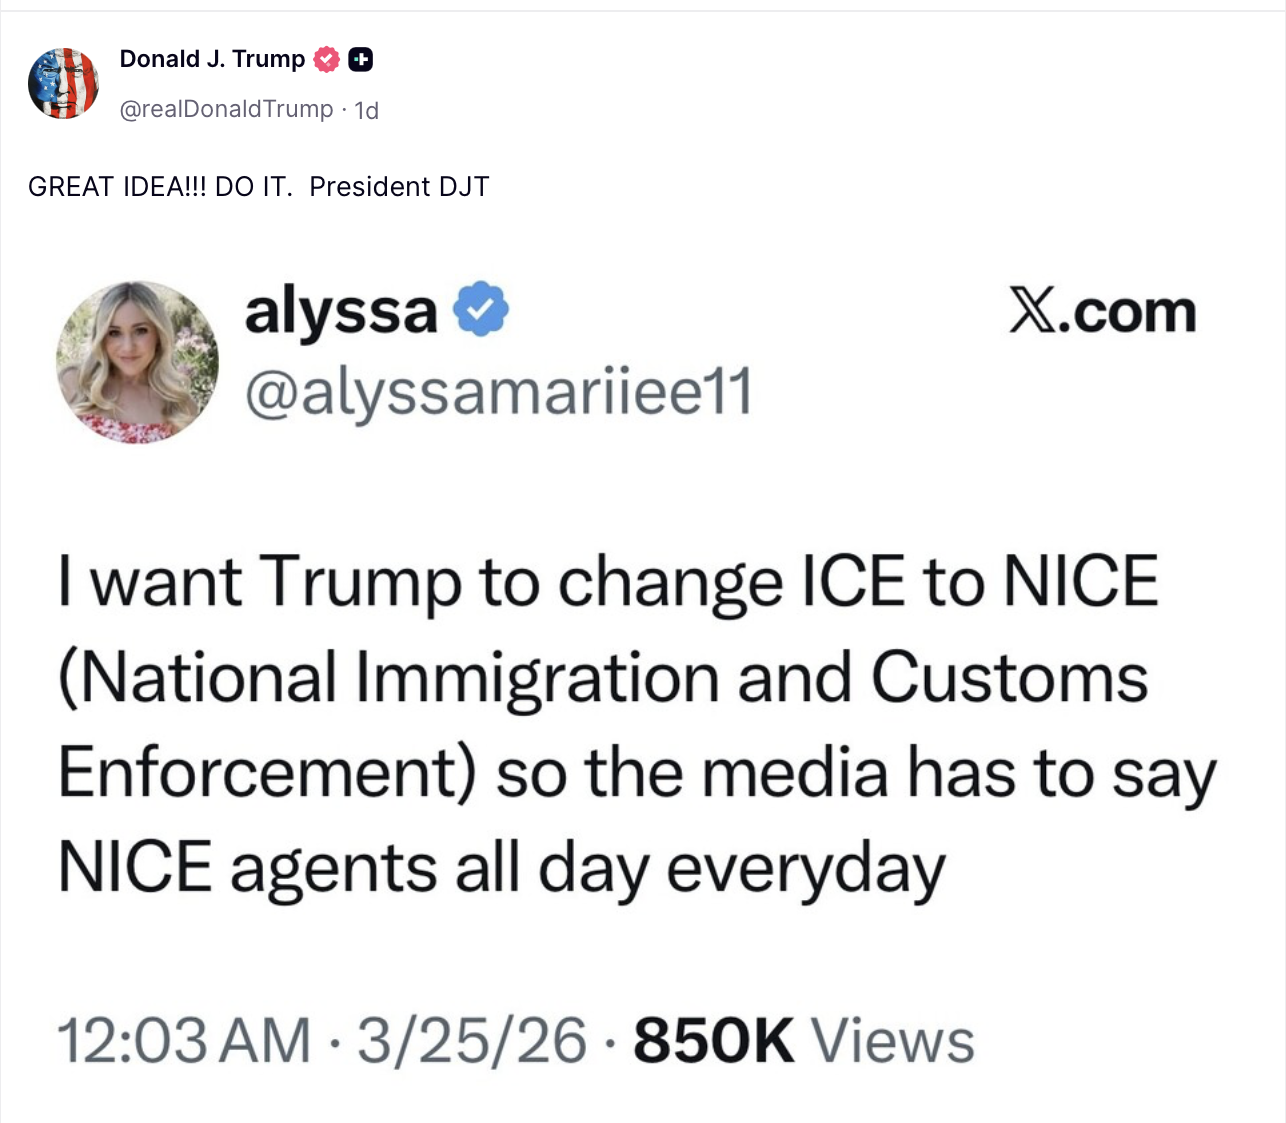 Donald J. Trump
@realDonaldTrump · 1d
GREAT IDEA!!! DO IT.  President DJT
alyssa
X.com
@alyssamariiee11
I want Trump to change ICE to NICE
(National Immigration and Customs
Enforcement) so the media has to say
NICE agents all day everyday
12:03 AM · 3/25/26 · 850K Views